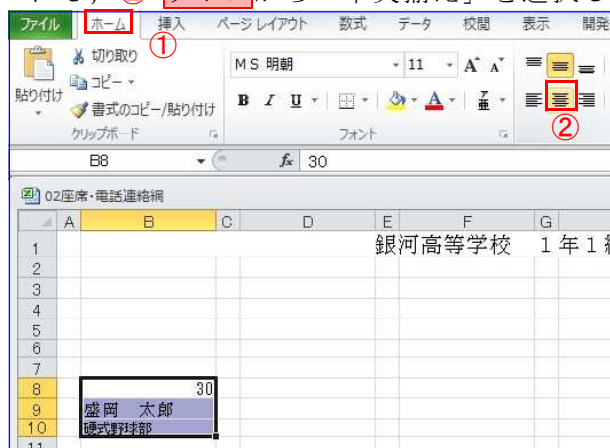 ファイル ホーム 挿入 ページ レイアウト 数式 データ 校閲 表示 開発
①
切り取り
コピー
貼り付け
書式のコピー/貼り付け
クリップボード
ＭＳ 明朝 11 A A
B I U A
フォント
②
B8 fx 30
02座席・電話連絡網
A B C D E F G
1 銀河高等学校 １年１
2
3
4
5
6
7
8 30
9 盛岡 太郎
10 硬式野球部
11